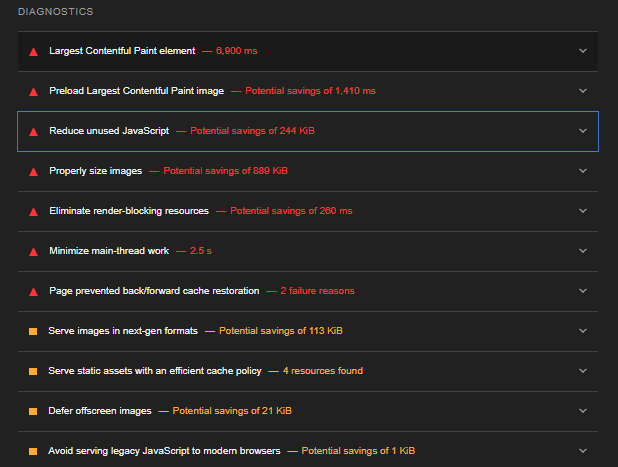 DIAGNOSTICS
Largest Contentful Paint element — 6,900 ms
Preload Largest Contentful Paint image — Potential savings of 1,410 ms
Reduce unused JavaScript — Potential savings of 244 KiB
Properly size images — Potential savings of 889 KiB
Eliminate render-blocking resources — Potential savings of 260 ms
Minimize main-thread work — 2.5 s
Page prevented back/forward cache restoration — 2 failure reasons
Serve images in next-gen formats — Potential savings of 113 KiB
Serve static assets with an efficient cache policy — 4 resources found
Defer offscreen images — Potential savings of 21 KiB
Avoid serving legacy JavaScript to modern browsers — Potential savings of 1 KiB